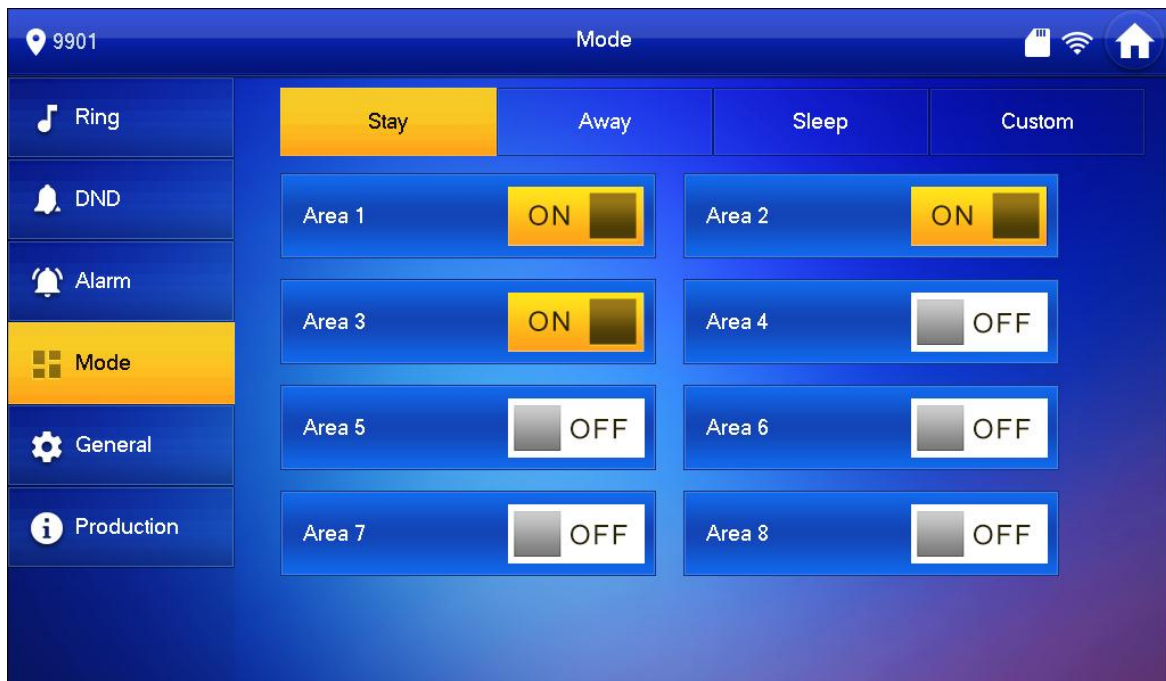 9901
Mode
Ring
DND
Alarm
Mode
General
Production
Stay Away Sleep Custom
Area 1 ON Area 2 ON
Area 3 ON Area 4 OFF
Area 5 OFF Area 6 OFF
Area 7 OFF Area 8 OFF